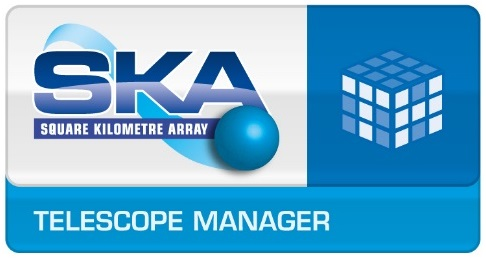 SKA
SQUARE KILOMETRE ARRAY
TELESCOPE MANAGER